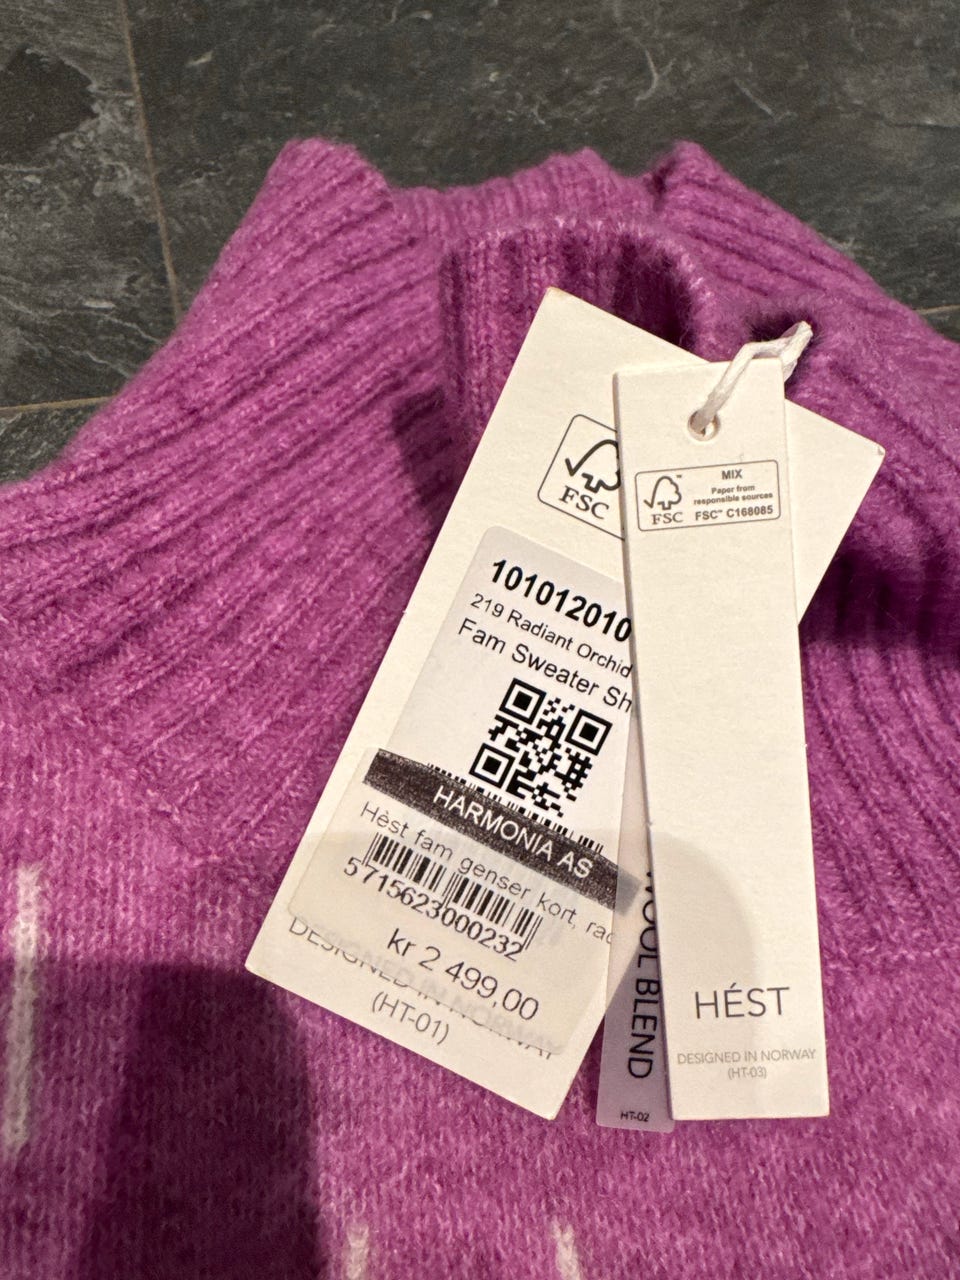 FSC
101012010
219 Radiant Orchid
Fam Sweater Sh
HARMONIA AS
Hèst fam genser kort, rad
5715623000232
kr 2 499,00
DESIGNED IN NORWAY
(HT-01)
WOOL BLEND
HT-02
FSC
MIX
Paper from
responsible sources
FSC™ C168085
HÉST
DESIGNED IN NORWAY
(HT-03)